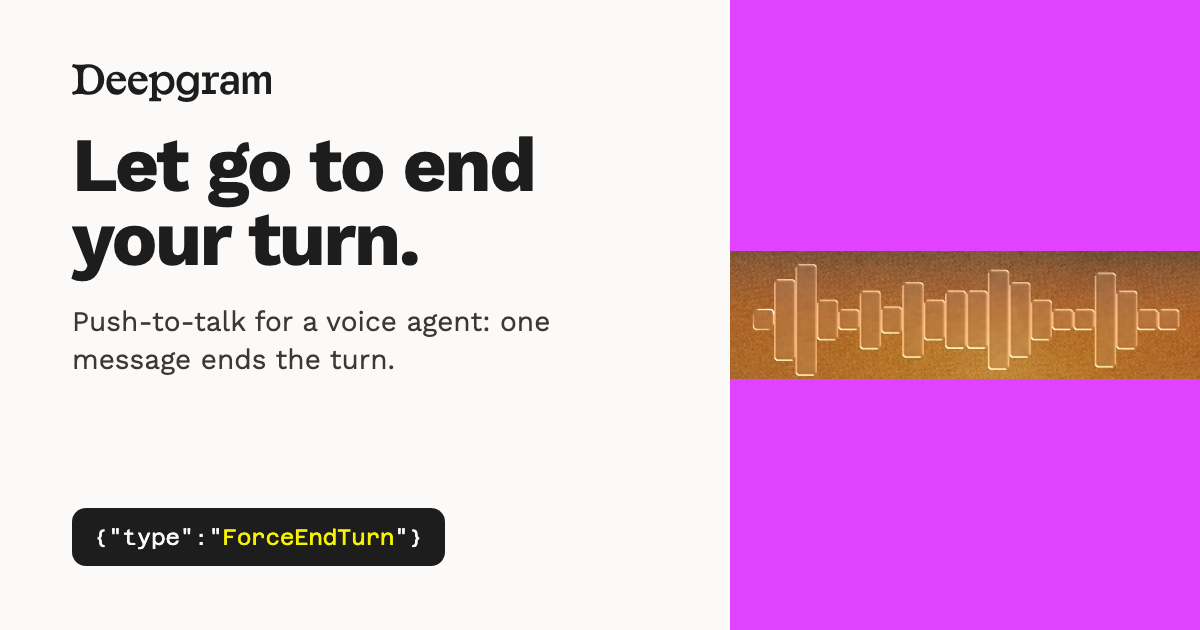 Deepgram
Let go to end
your turn.
Push-to-talk for a voice agent: one
message ends the turn.
{"type":"ForceEndTurn"}